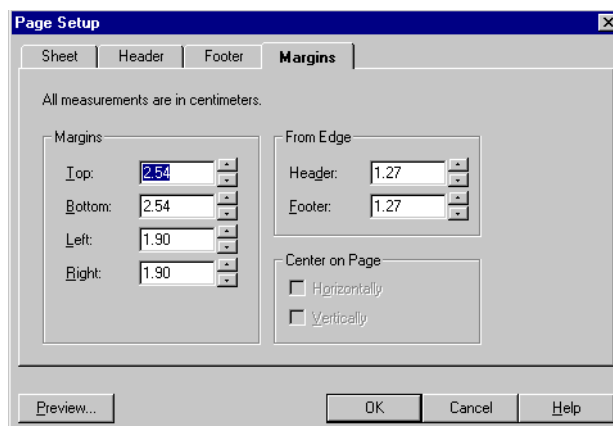 Page Setup
Sheet Header Footer Margins
All measurements are in centimeters.
Margins
Top: 2.54
Bottom: 2.54
Left: 1.90
Right: 1.90
From Edge
Header: 1.27
Footer: 1.27
Center on Page
Horizontally
Vertically
Preview... OK Cancel Help